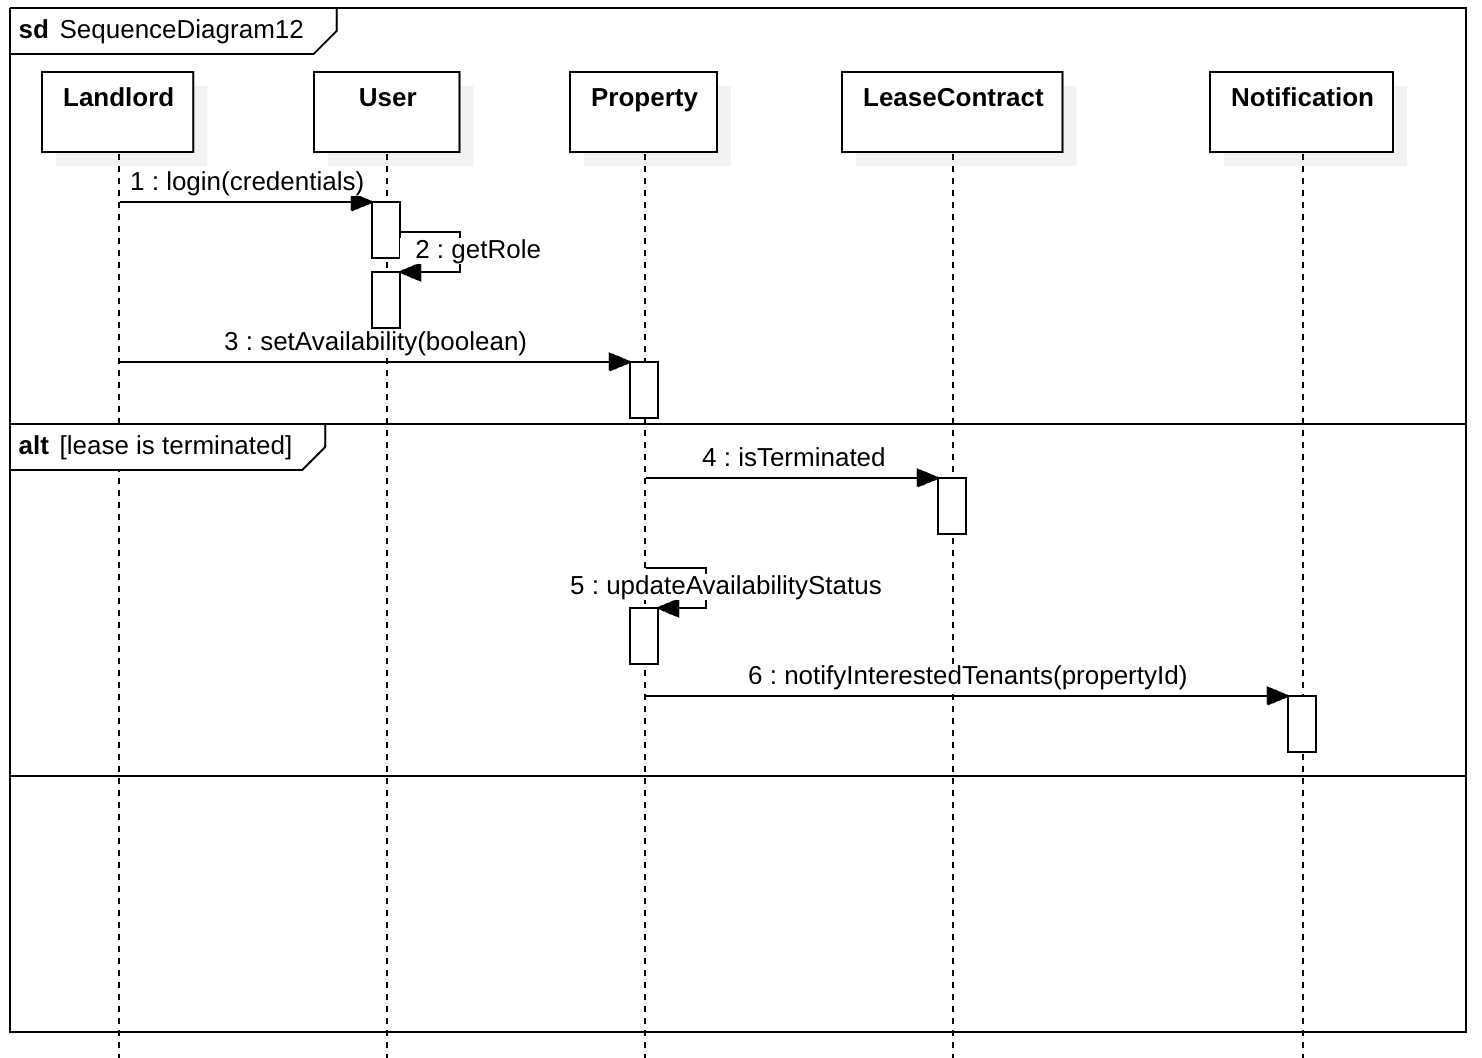 sd SequenceDiagram12
Landlord
User
Property
LeaseContract
Notification
1 : login(credentials)
2 : getRole
3 : setAvailability(boolean)
alt [lease is terminated]
4 : isTerminated
5 : updateAvailabilityStatus
6 : notifyInterestedTenants(propertyId)